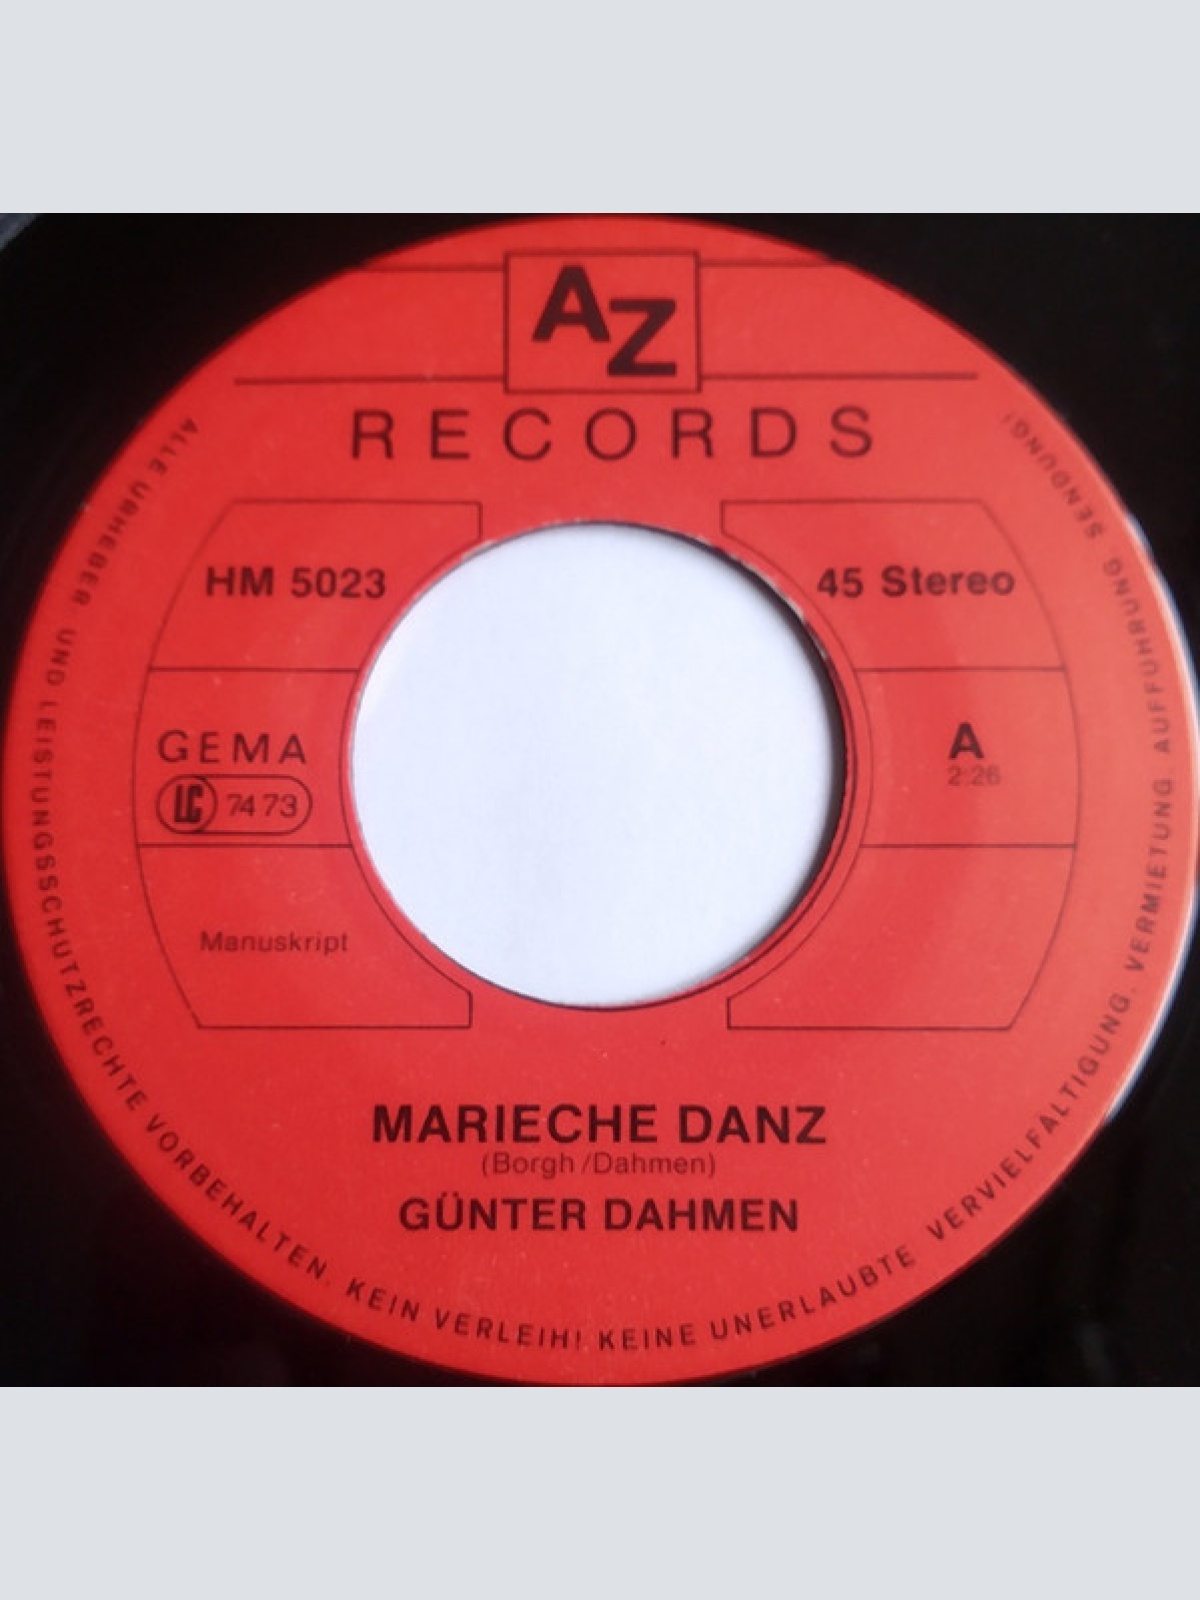 AZ
RECORDS
HM 5023
45 Stereo
GEMA
LC 7473
A
2:26
Manuskript
MARIECHE DANZ
(Borgh/Dahmen)
GÜNTER DAHMEN
ALLE URHEBER- UND LEISTUNGSSCHUTZRECHTE VORBEHALTEN. KEIN VERLEIH! KEINE UNERLAUBTE VERVIELFÄLTIGUNG, VERMIETUNG, AUFFÜHRUNG, SENDUNG!